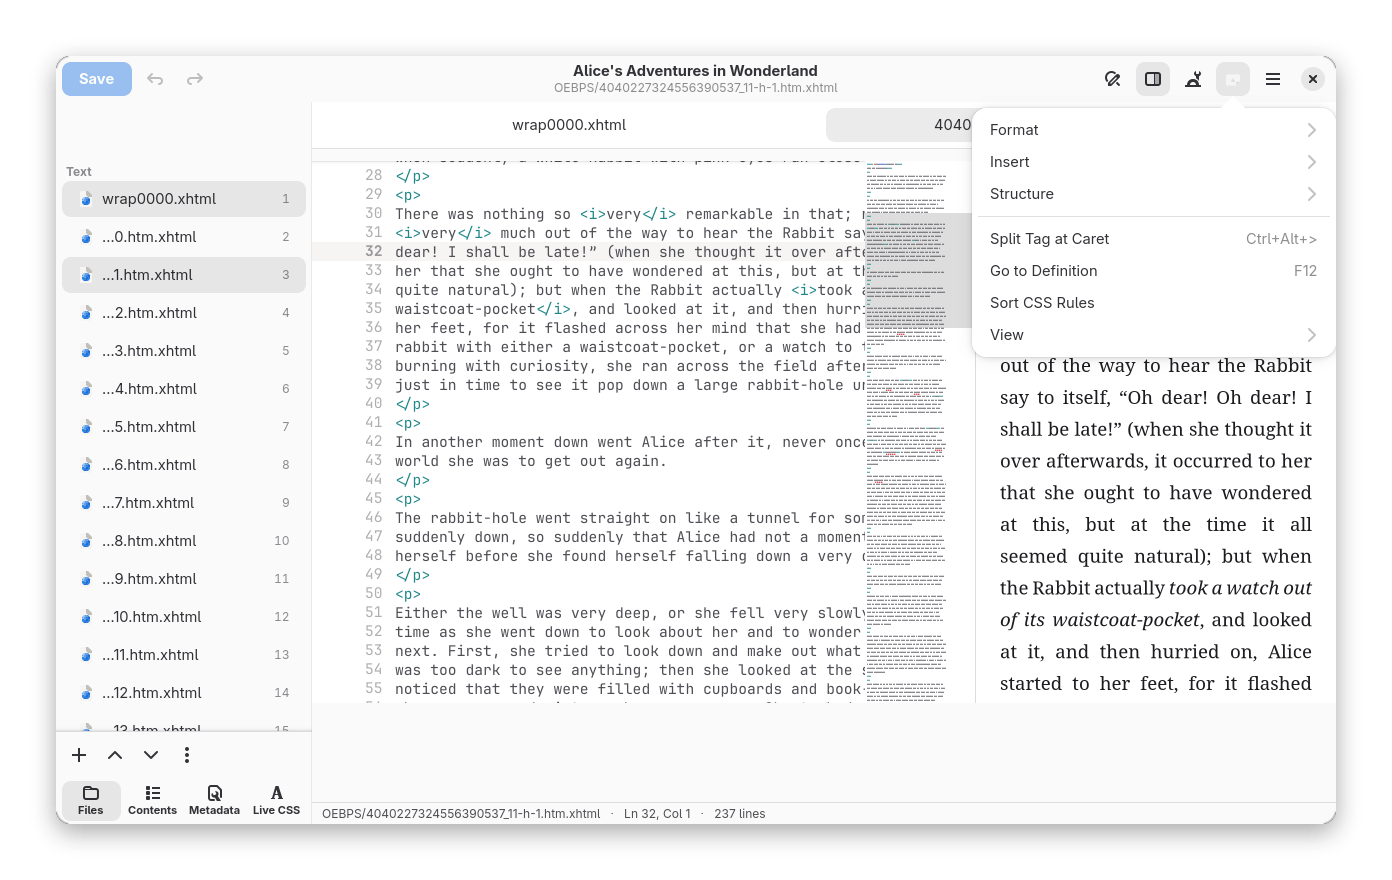 Save
Alice's Adventures in Wonderland
OEBPS/4040227324556390537_11-h-1.htm.xhtml
wrap0000.xhtml
4040
Text
wrap0000.xhtml 1
...0.htm.xhtml 2
...1.htm.xhtml 3
...2.htm.xhtml 4
...3.htm.xhtml 5
...4.htm.xhtml 6
...5.htm.xhtml 7
...6.htm.xhtml 8
...7.htm.xhtml 9
...8.htm.xhtml 10
...9.htm.xhtml 11
...10.htm.xhtml 12
...11.htm.xhtml 13
...12.htm.xhtml 14
...13.htm.xhtml 15
Files
Contents
Metadata
Live CSS
28 </p>
29 <p>
30 There was nothing so <i>very</i> remarkable in that;
31 <i>very</i> much out of the way to hear the Rabbit say
32 dear! I shall be late!” (when she thought it over afte
33 her that she ought to have wondered at this, but at th
34 quite natural); but when the Rabbit actually <i>took
35 waistcoat-pocket</i>, and looked at it, and then hurri
36 her feet, for it flashed across her mind that she had
37 rabbit with either a waistcoat-pocket, or a watch to
38 burning with curiosity, she ran across the field after
39 just in time to see it pop down a large rabbit-hole
40 </p>
41 <p>
42 In another moment down went Alice after it, never once
43 world she was to get out again.
44 </p>
45 <p>
46 The rabbit-hole went straight on like a tunnel for
47 suddenly down, so suddenly that Alice had not a moment
48 herself before she found herself falling down a very
49 </p>
50 <p>
51 Either the well was very deep, or she fell very slowly
52 time as she went down to look about her and to wonder
53 next. First, she tried to look down and make out what
54 was too dark to see anything; then she looked at the
55 noticed that they were filled with cupboards and book-
Format
Insert
Structure
Split Tag at Caret Ctrl+Alt+>
Go to Definition F12
Sort CSS Rules
View
out of the way to hear the Rabbit
say to itself, “Oh dear! Oh dear! I
shall be late!” (when she thought it
over afterwards, it occurred to her
that she ought to have wondered
at this, but at the time it all
seemed quite natural); but when
the Rabbit actually took a watch out
of its waistcoat-pocket, and looked
at it, and then hurried on, Alice
started to her feet, for it flashed
OEBPS/4040227324556390537_11-h-1.htm.xhtml · Ln 32, Col 1 · 237 lines